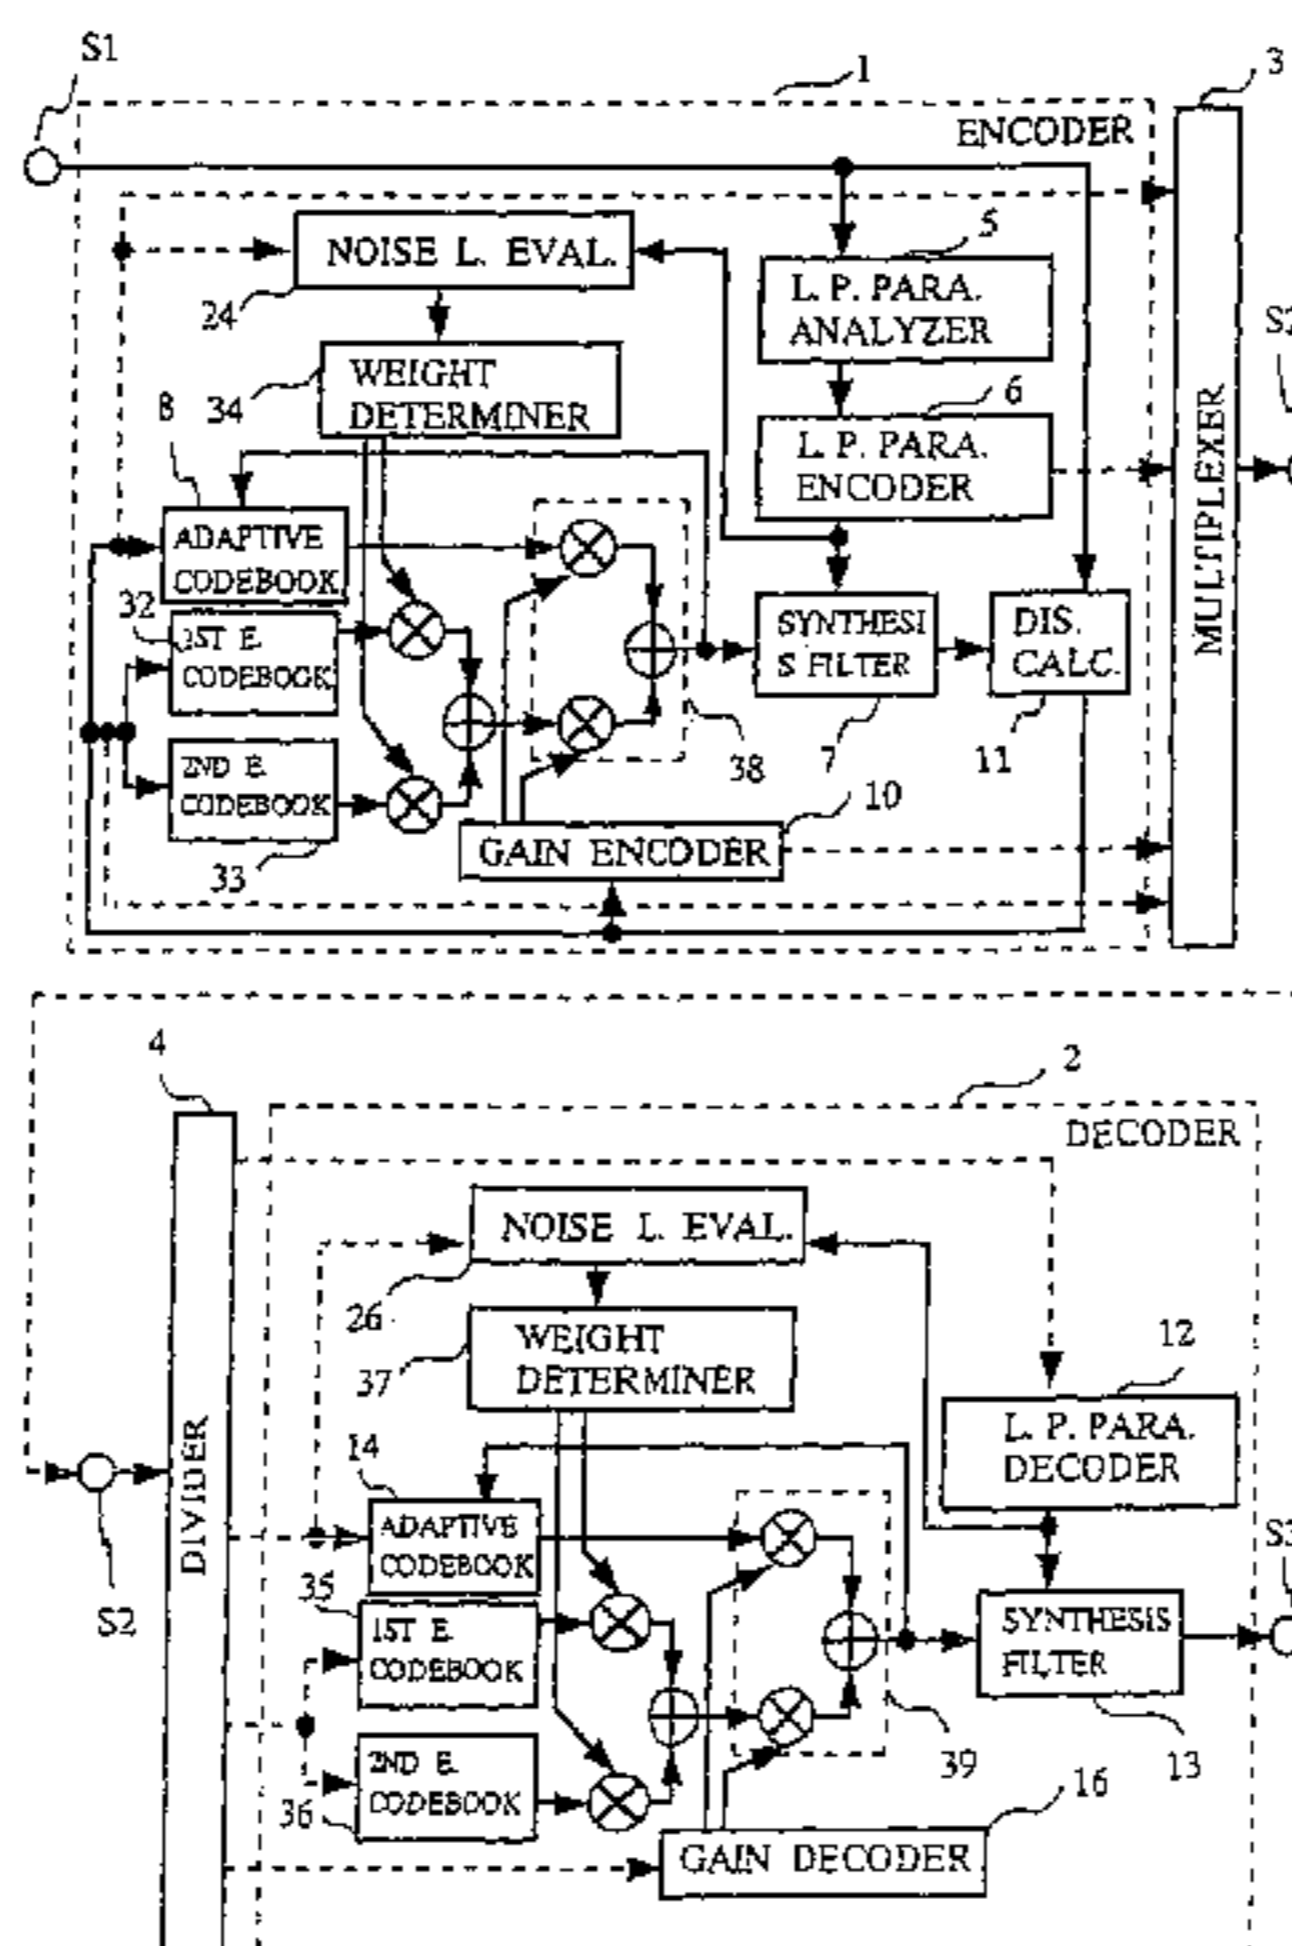 S1
1
3
ENCODER
NOISE L. EVAL.
24
5
L. P. PARA.
ANALYZER
WEIGHT
DETERMINER
34
8
6
L. P. PARA.
ENCODER
MULTIPLEXER
ADAPTIVE
CODEBOOK
32
1ST E.
CODEBOOK
SYNTHESI
S FILTER
DIS.
CALC.
38
7
11
2ND E.
CODEBOOK
33
10
GAIN ENCODER
4
2
DECODER
NOISE L. EVAL.
26
WEIGHT
DETERMINER
37
12
L. P. PARA.
DECODER
DIVIDER
S2
14
ADAPTIVE
CODEBOOK
35
1ST E.
CODEBOOK
S3
SYNTHESIS
FILTER
39
13
2ND E.
CODEBOOK
36
16
GAIN DECODER